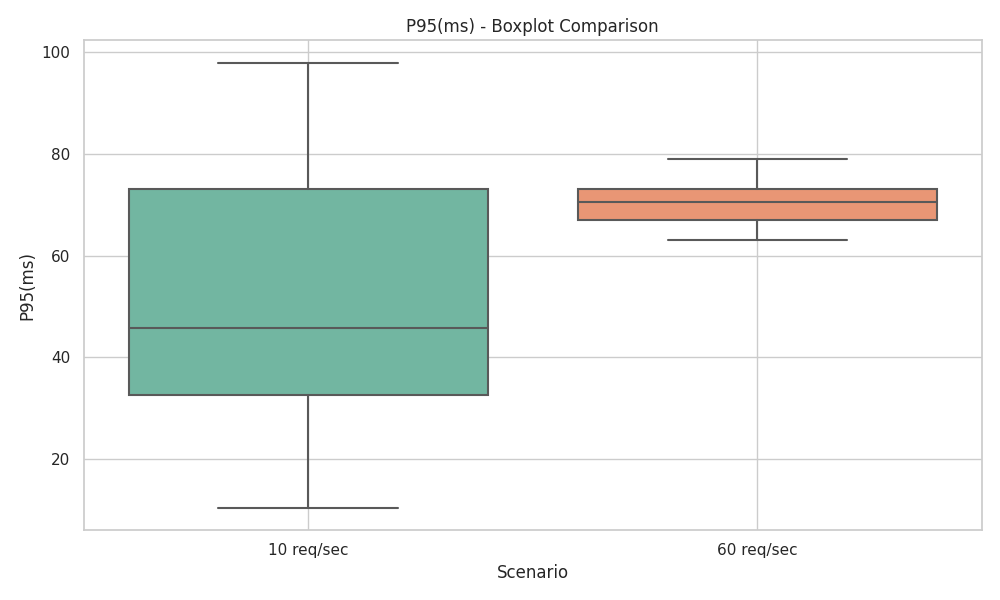 P95(ms) - Boxplot Comparison
100
80
60
40
20
P95(ms)
10 req/sec
60 req/sec
Scenario